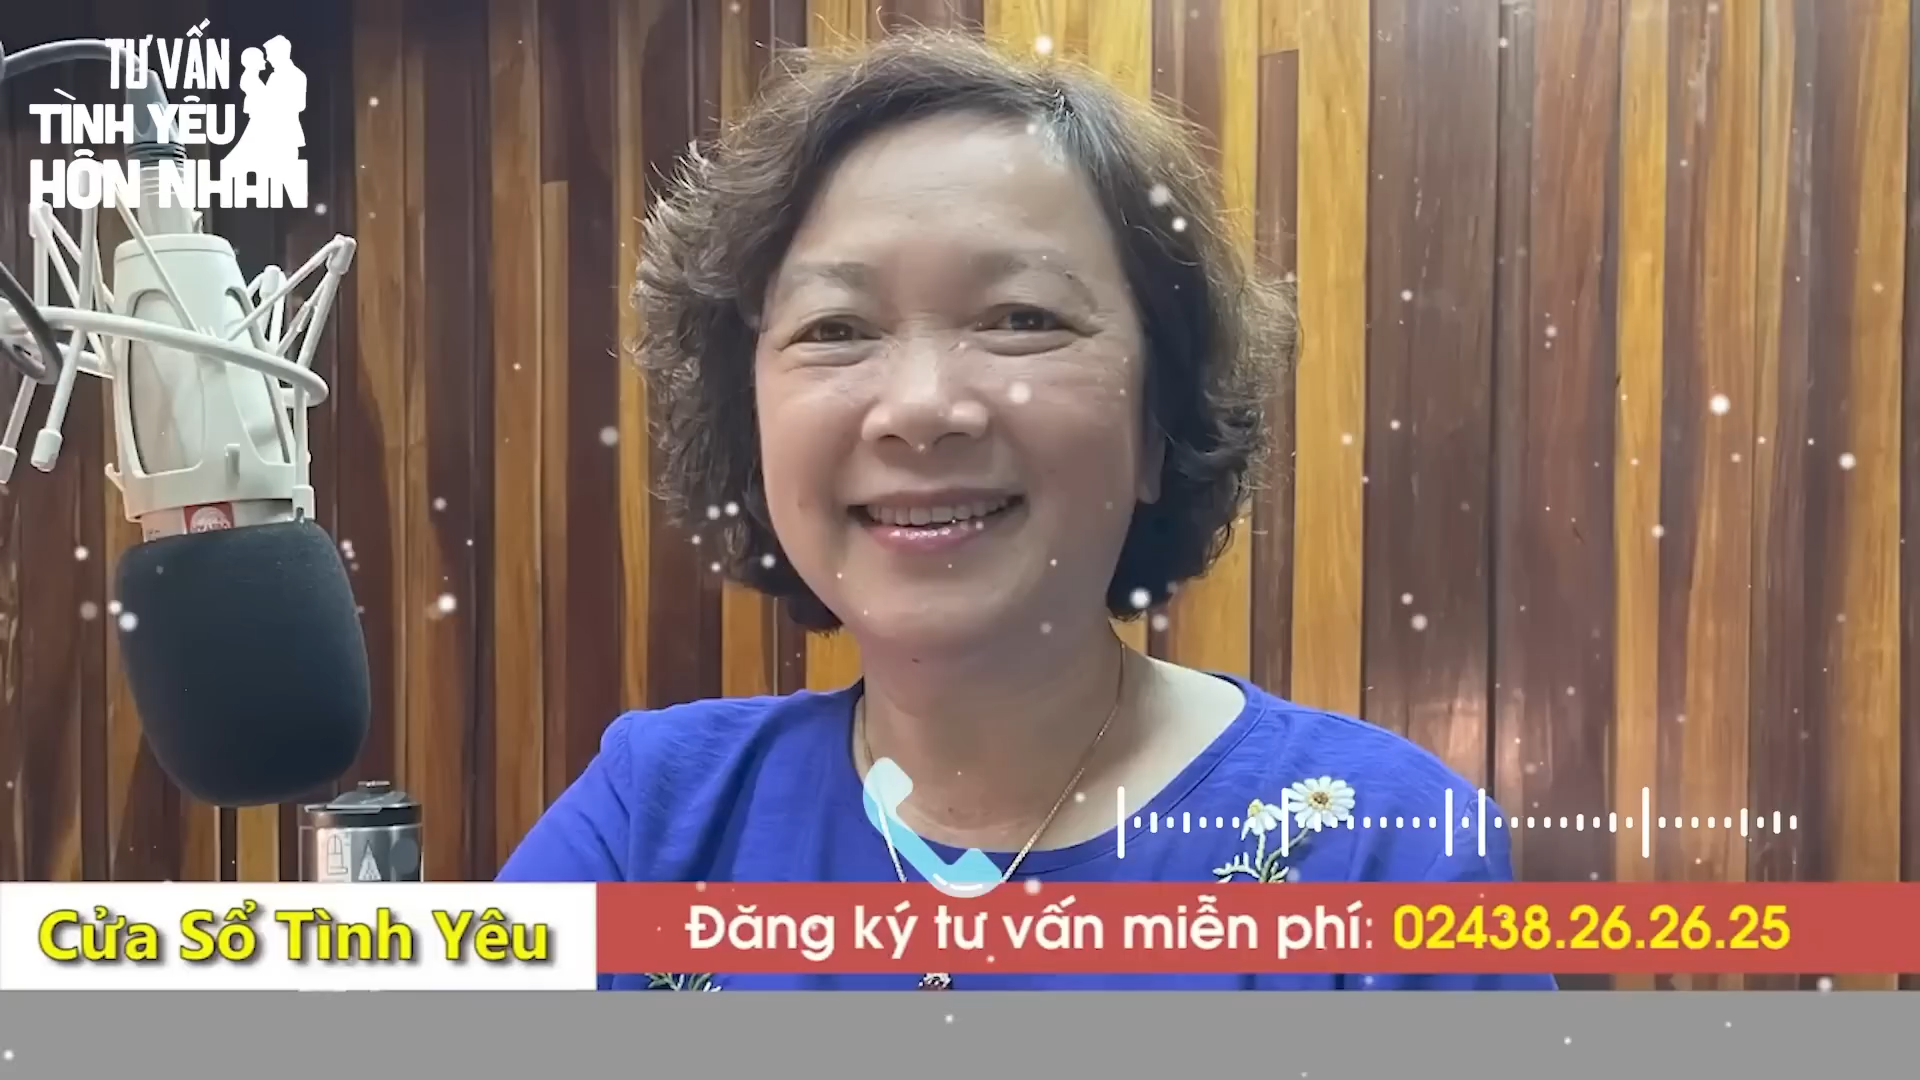 TƯ VẤN
TÌNH YÊU
HÔN NHÂN
Cửa Sổ Tình Yêu
Đăng ký tư vấn miễn phí: 02438.26.26.25